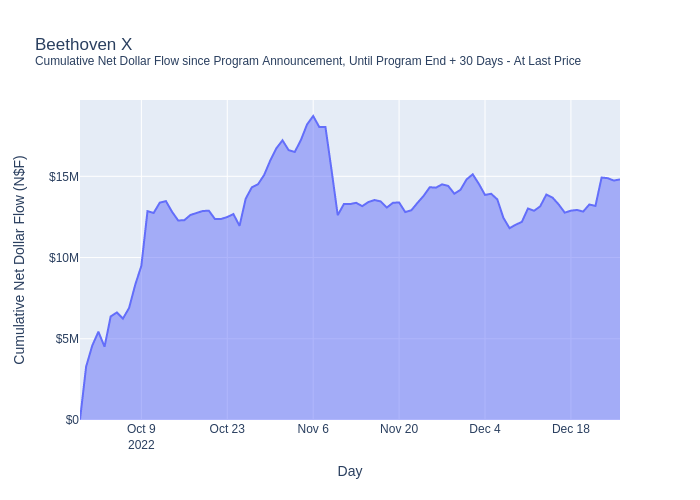 Beethoven X
Cumulative Net Dollar Flow since Program Announcement, Until Program End + 30 Days - At Last Price
Cumulative Net Dollar Flow (N$F)
$15M
$10M
$5M
$0
Oct 9
2022
Oct 23
Nov 6
Nov 20
Dec 4
Dec 18
Day